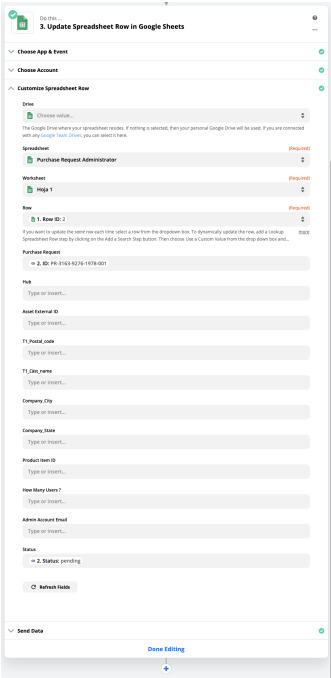 Do this ...
3. Update Spreadsheet Row in Google Sheets
Choose App & Event
Choose Account
Customize Spreadsheet Row
Drive
Choose value...
The Google Drive where your spreadsheet resides. If nothing is selected, then your personal Google Drive will be used. If you are connected
with any Google Team Drives, you can select it here.
Spreadsheet (Required)
Purchase Request Administrator
Worksheet (Required)
Hoja 1
Row (Required)
1. Row ID: 2
If you want to update the same row each time select a row from the dropdown box. To dynamically update the row, add a Lookup more
Spreadsheet Row step by clicking on the Add a Search Step button. Then choose Use a Custom Value from the drop down box and...
Purchase Request
2. ID: PR-3163-9276-1978-001
Hub
Type or insert...
Asset External ID
Type or insert...
T1_Postal_code
Type or insert...
T1_Cast_name
Type or insert...
Company_City
Type or insert...
Company_State
Type or insert...
Product Item ID
Type or insert...
How Many Users ?
Type or insert...
Admin Account Email
Type or insert...
Status
2. Status: pending
Refresh Fields
Send Data
Done Editing